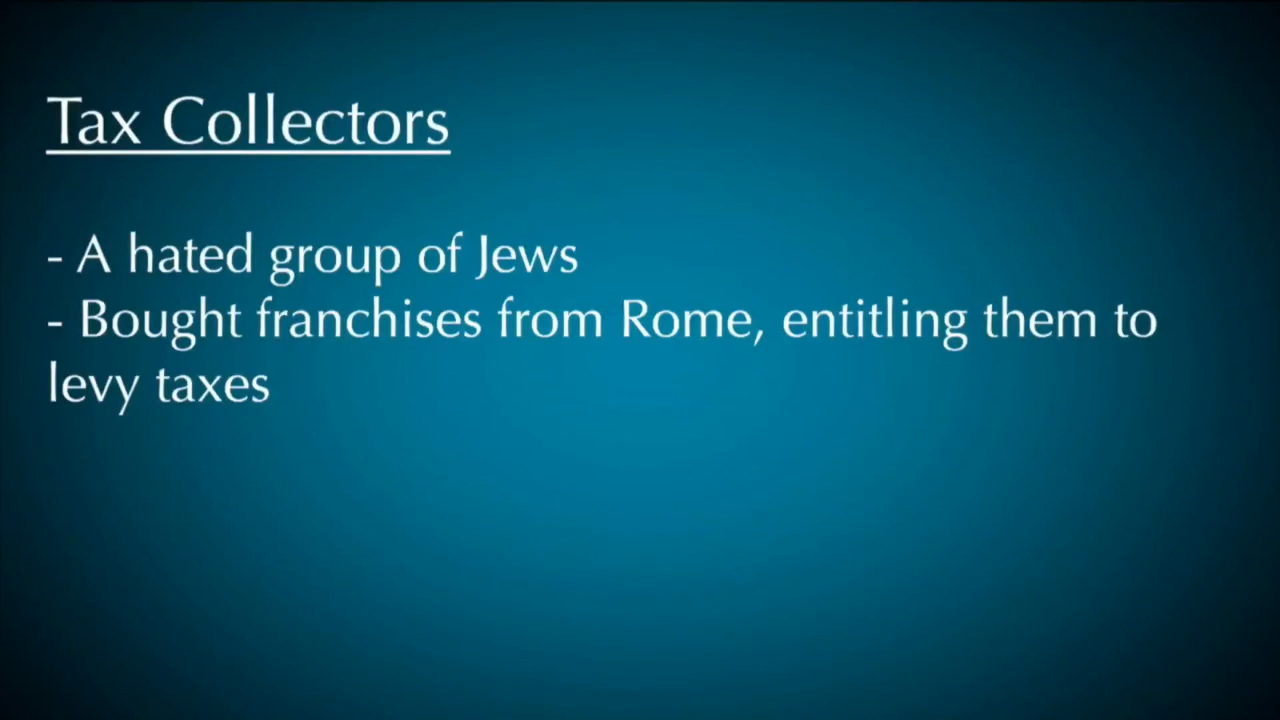 Tax Collectors
- A hated group of Jews
- Bought franchises from Rome, entitling them to
levy taxes